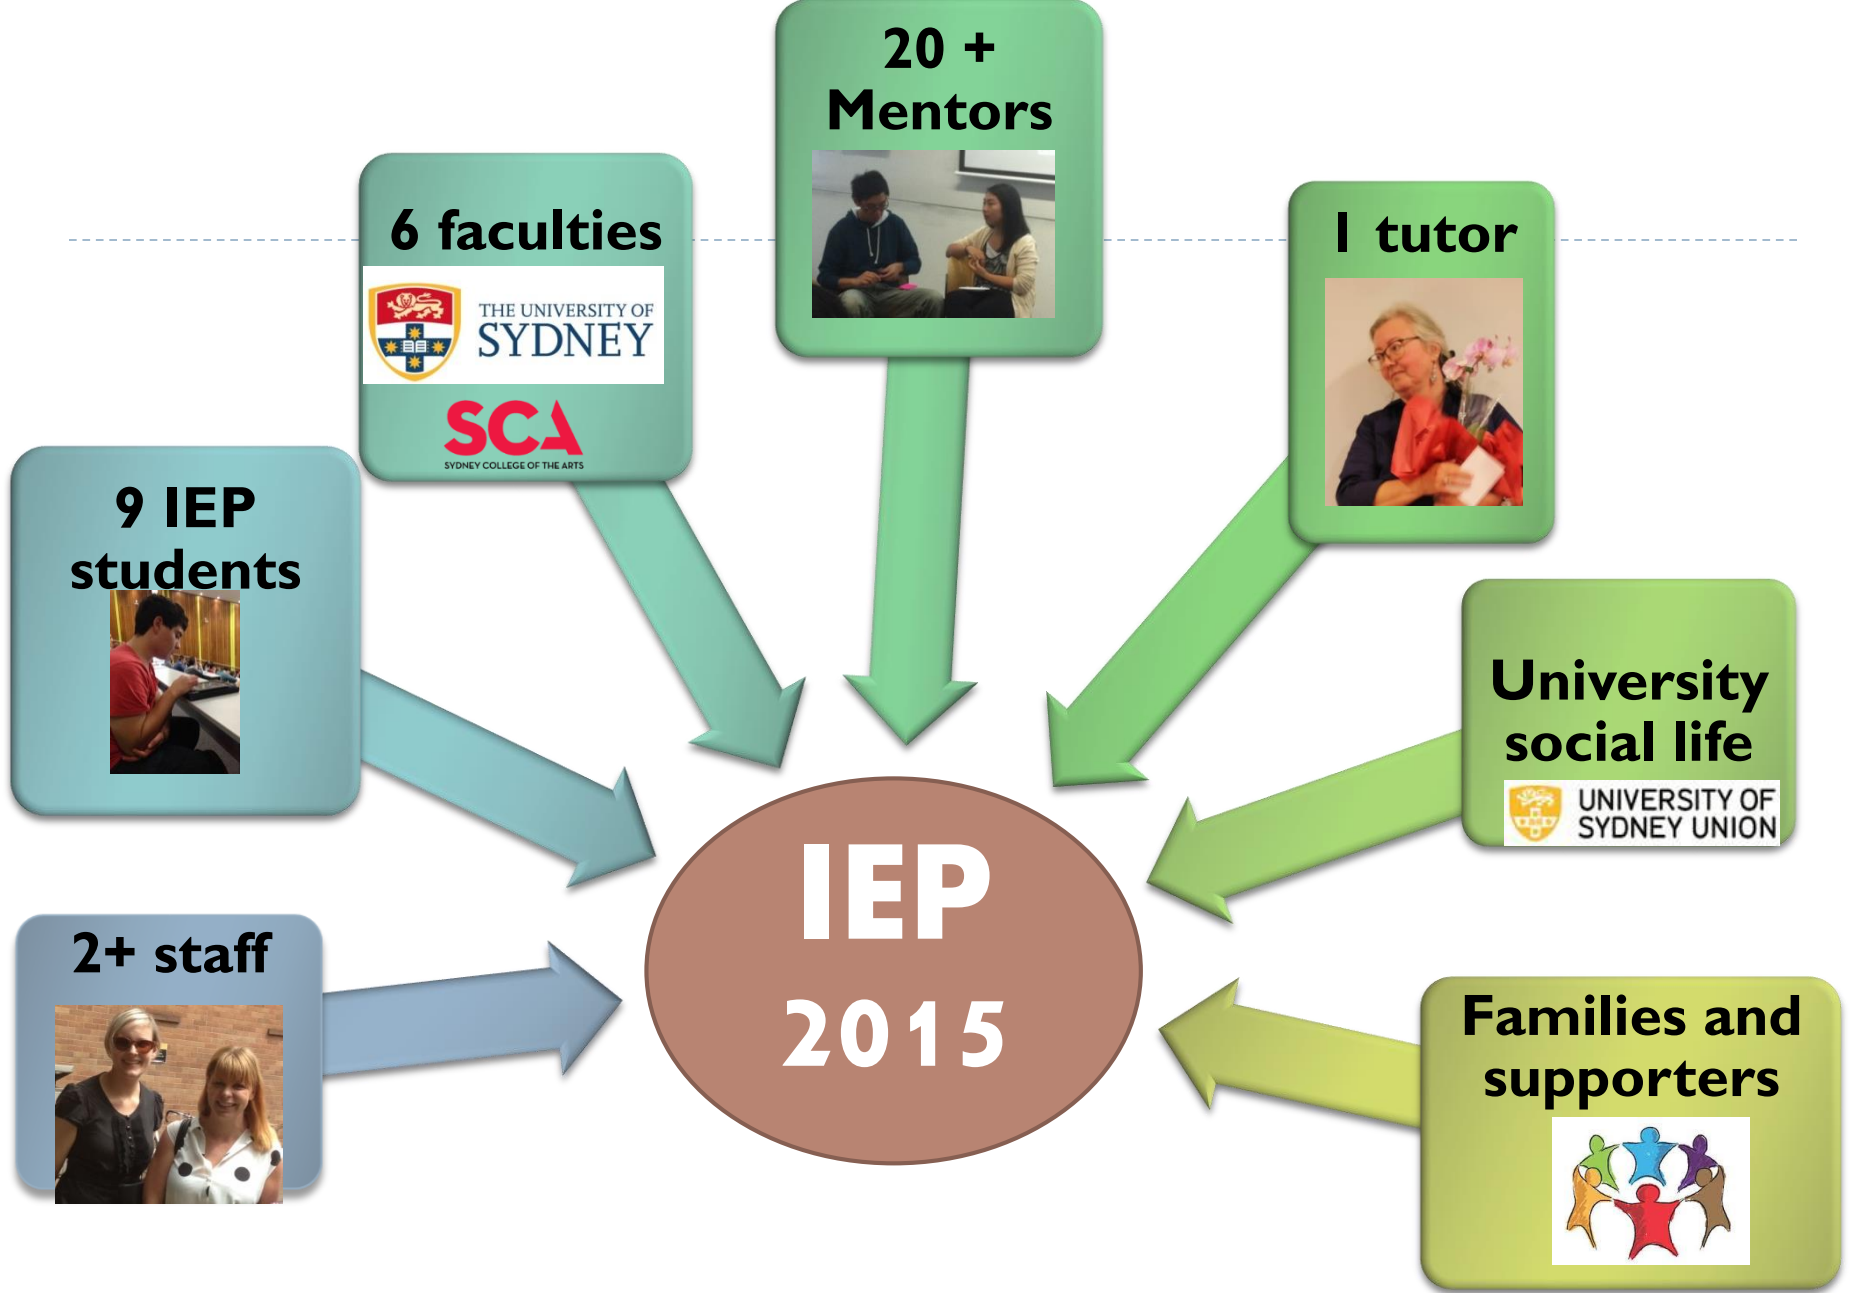 20 +
Mentors
6 faculties
THE UNIVERSITY OF
SYDNEY
SCA
SYDNEY COLLEGE OF THE ARTS
1 tutor
9 IEP
students
University
social life
UNIVERSITY OF
SYDNEY UNION
2+ staff
IEP
2015
Families and
supporters